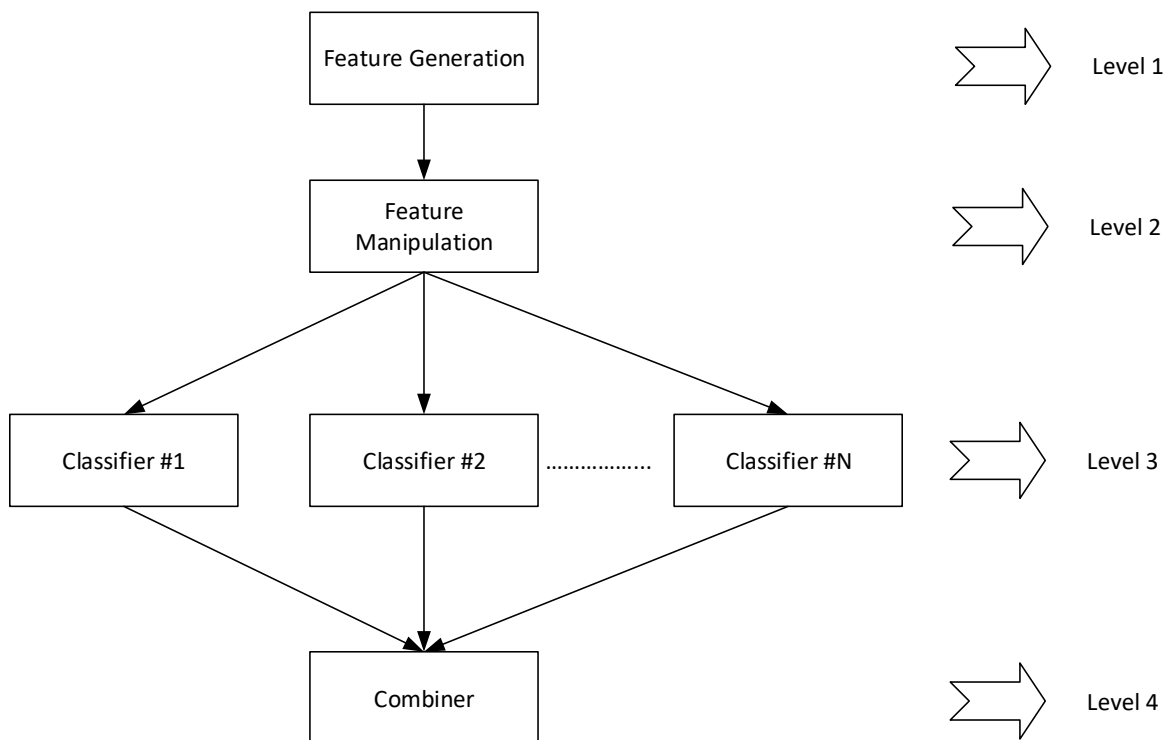 Feature Generation
Level 1
Feature
Manipulation
Level 2
Classifier #1
Classifier #2
……………...
Classifier #N
Level 3
Combiner
Level 4